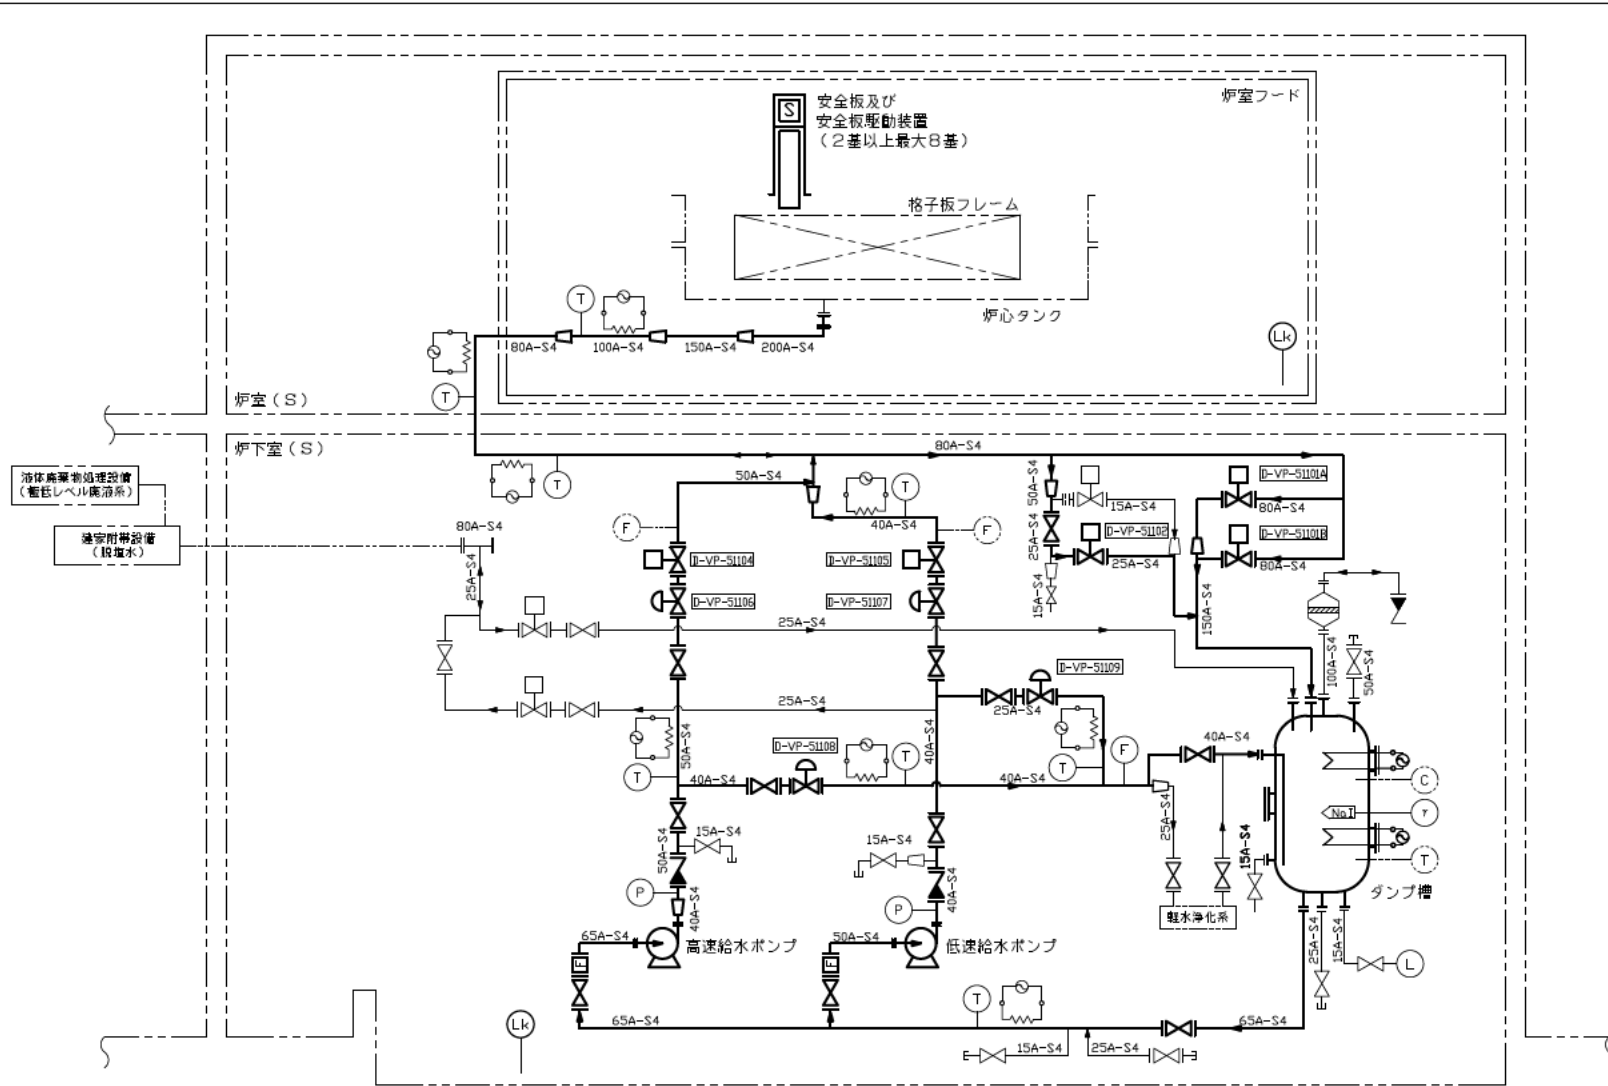 安全板及び
安全板駆動装置
(2基以上最大8基)
S
炉室フード
格子板フレーム
炉心タンク
T
80A-S4
100A-S4
150A-S4
200A-S4
Lk
T
炉室(S)
炉下室(S)
液体廃棄物処理設備
(極低レベル廃液系)
建家附帯設備
(脱塩水)
80A-S4
25A-S4
T
80A-S4
50A-S4
T
40A-S4
F
F
50A-S4
15A-S4
25A-S4
D-VP-51102
25A-S4
15A-S4
D-VP-51101A
80A-S4
D-VP-51101B
80A-S4
150A-S4
D-VP-51104
D-VP-51105
D-VP-51106
D-VP-51107
25A-S4
100A-S4
50A-S4
D-VP-51109
25A-S4
25A-S4
50A-S4
40A-S4
D-VP-51108
T
T
T
F
40A-S4
40A-S4
40A-S4
C
NaI
γ
T
25A-S4
15A-S4
ダンプ槽
軽水浄化系
50A-S4
15A-S4
15A-S4
P
40A-S4
P
40A-S4
65A-S4
高速給水ポンプ
50A-S4
低速給水ポンプ
F
F
25A-S4
15A-S4
L
T
Lk
65A-S4
65A-S4
15A-S4
25A-S4